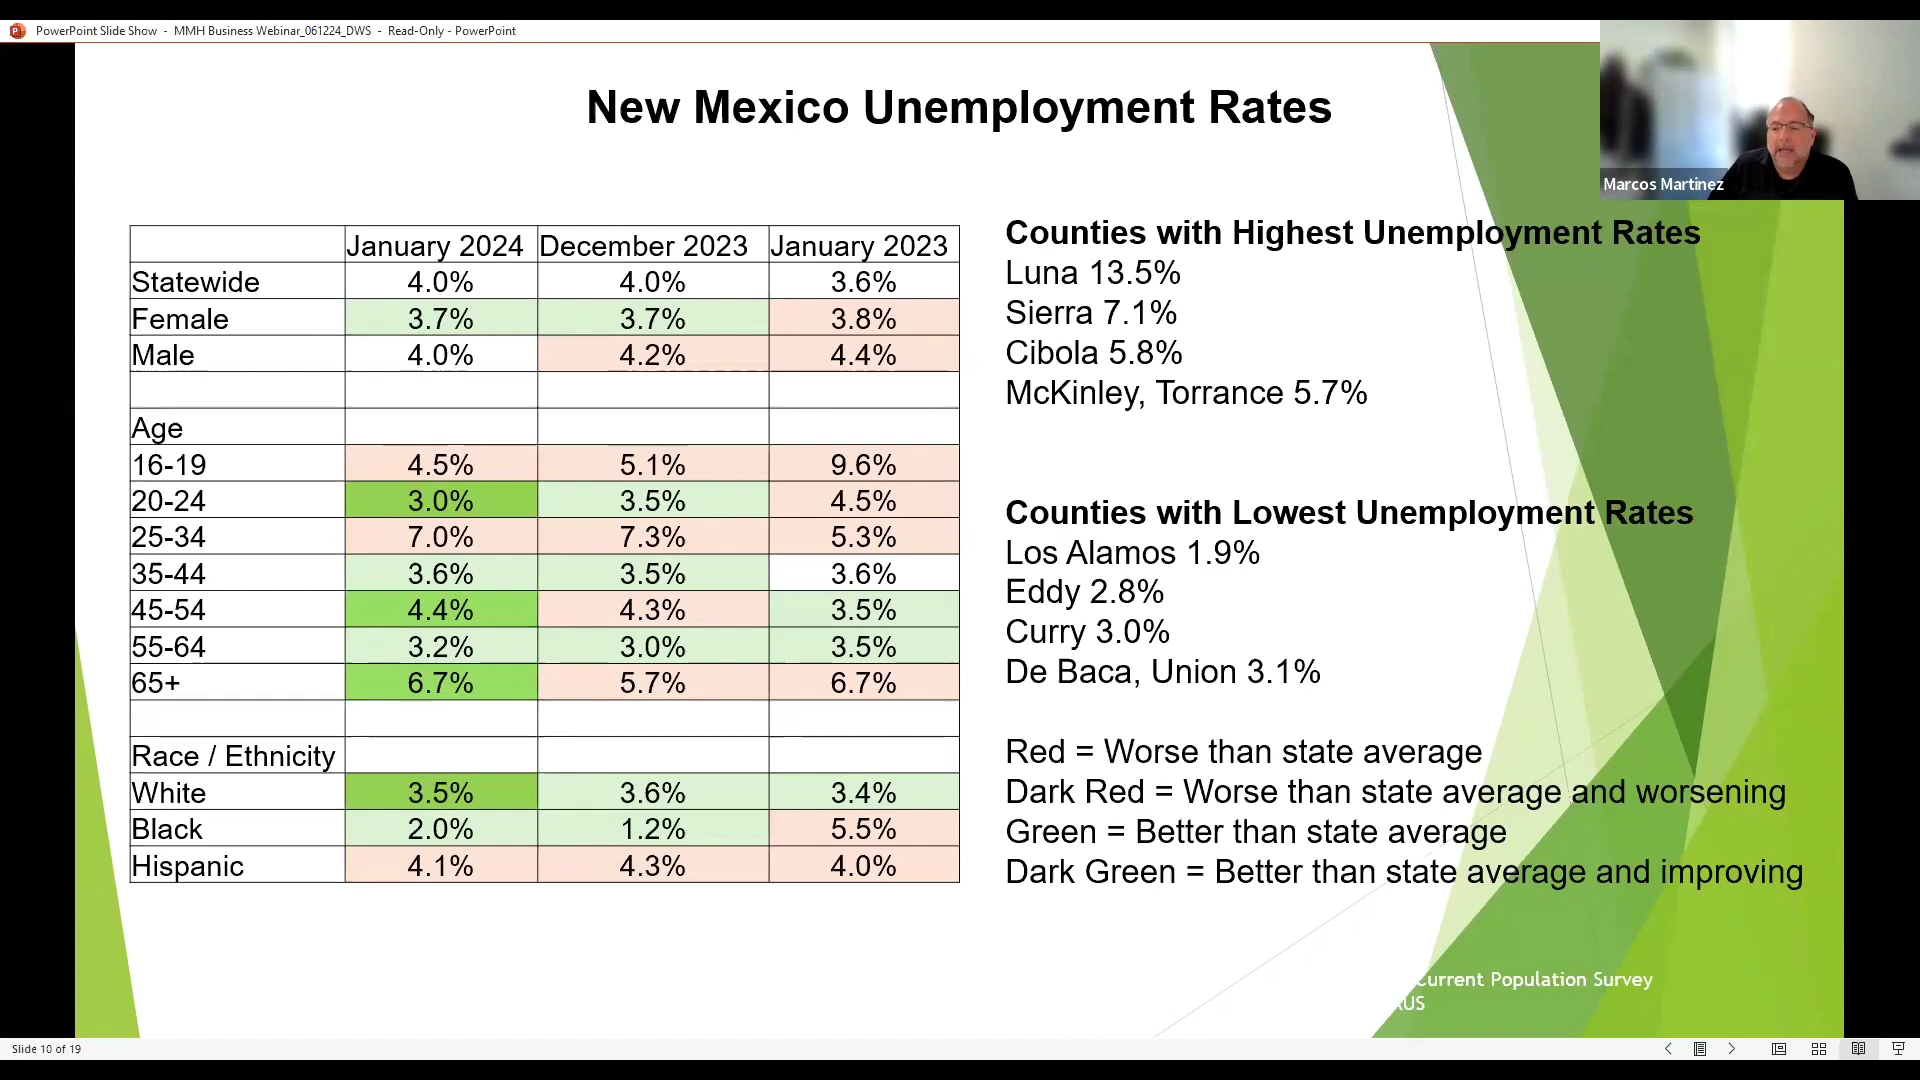 PowerPoint Slide Show - MMH Business Webinar_061224_DWS - Read-Only - PowerPoint
New Mexico Unemployment Rates
Marcos Martinez
January 2024 December 2023 January 2023
Statewide 4.0% 4.0% 3.6%
Female 3.7% 3.7% 3.8%
Male 4.0% 4.2% 4.4%
Age
16-19 4.5% 5.1% 9.6%
20-24 3.0% 3.5% 4.5%
25-34 7.0% 7.3% 5.3%
35-44 3.6% 3.5% 3.6%
45-54 4.4% 4.3% 3.5%
55-64 3.2% 3.0% 3.5%
65+ 6.7% 5.7% 6.7%
Race / Ethnicity
White 3.5% 3.6% 3.4%
Black 2.0% 1.2% 5.5%
Hispanic 4.1% 4.3% 4.0%
Counties with Highest Unemployment Rates
Luna 13.5%
Sierra 7.1%
Cibola 5.8%
McKinley, Torrance 5.7%
Counties with Lowest Unemployment Rates
Los Alamos 1.9%
Eddy 2.8%
Curry 3.0%
De Baca, Union 3.1%
Red = Worse than state average
Dark Red = Worse than state average and worsening
Green = Better than state average
Dark Green = Better than state average and improving
Current Population Survey
Slide 10 of 19